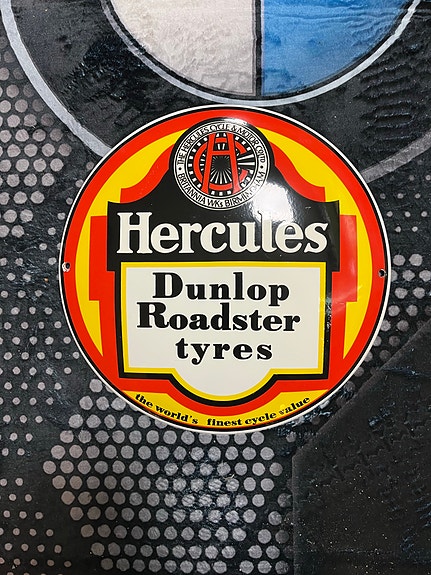 THE HERCULES CYCLE & MOTOR CO LTD
BRITANNIA WKS BIRMINGHAM
Hercules
Dunlop
Roadster
tyres
the world's finest cycle value